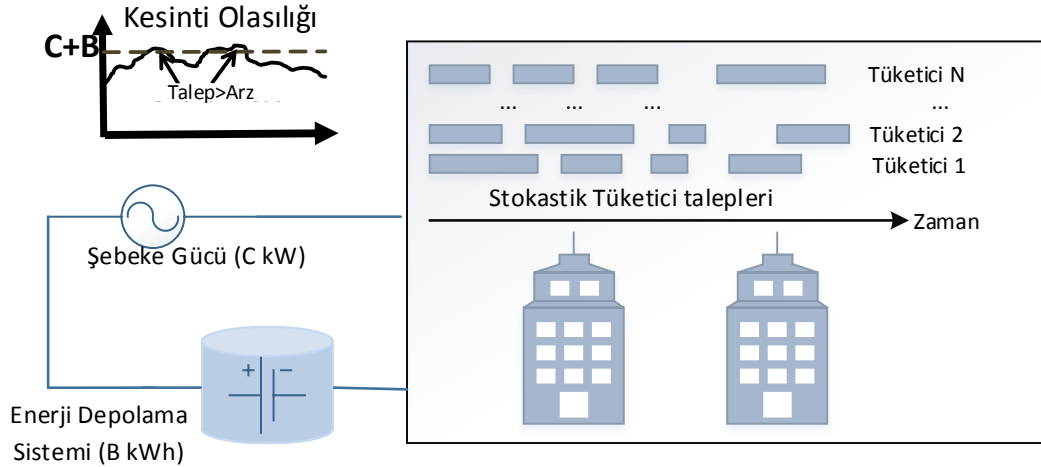 Kesinti Olasılığı
C+B
Talep>Arz
Tüketici N
... ... ... ...
Tüketici 2
Tüketici 1
Stokastik Tüketici talepleri
Zaman
Şebeke Gücü (C kW)
+ −
Enerji Depolama
Sistemi (B kWh)